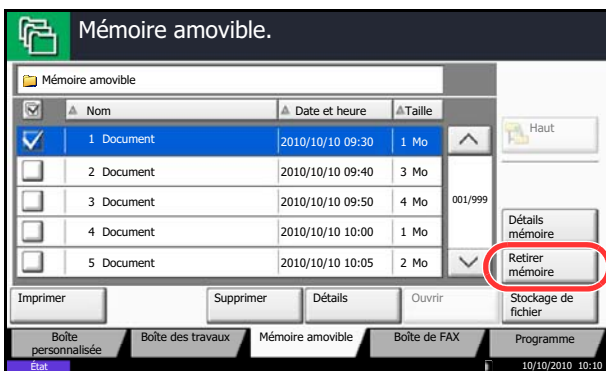 Mémoire amovible.
Mémoire amovible
Nom Date et heure Taille
1 Document 2010/10/10 09:30 1 Mo
2 Document 2010/10/10 09:40 3 Mo
3 Document 2010/10/10 09:50 4 Mo
4 Document 2010/10/10 10:00 1 Mo
5 Document 2010/10/10 10:05 2 Mo
001/999
Haut
Détails
mémoire
Retirer
mémoire
Imprimer Supprimer Détails Ouvrir
Stockage de
fichier
Boîte
personnalisée
Boîte des travaux
Mémoire amovible
Boîte de FAX
Programme
État 10/10/2010 10:10